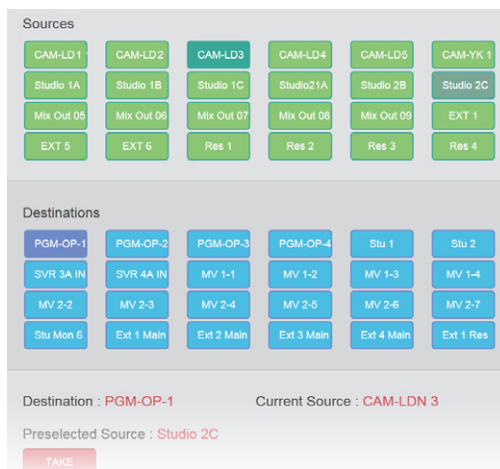 Sources
CAM-LD1 CAM-LD2 CAM-LD3 CAM-LD4 CAM-LD5 CAM-YK 1
Studio 1A Studio 1B Studio 1C Studio21A Studio 2B Studio 2C
Mix Out 05 Mix Out 06 Mix Out 07 Mix Out 08 Mix Out 09 EXT 1
EXT 5 EXT 6 Res 1 Res 2 Res 3 Res 4
Destinations
PGM-OP-1 PGM-OP-2 PGM-OP-3 PGM-OP-4 Stu 1 Stu 2
SVR 3A IN SVR 4A IN MV 1-1 MV 1-2 MV 1-3 MV 1-4
MV 2-2 MV 2-3 MV 2-4 MV 2-5 MV 2-6 MV 2-7
Stu Mon 6 Ext 1 Main Ext 2 Main Ext 3 Main Ext 4 Main Ext 1 Res
Destination : PGM-OP-1 Current Source : CAM-LDN 3
Preselected Source : Studio 2C
TAKE